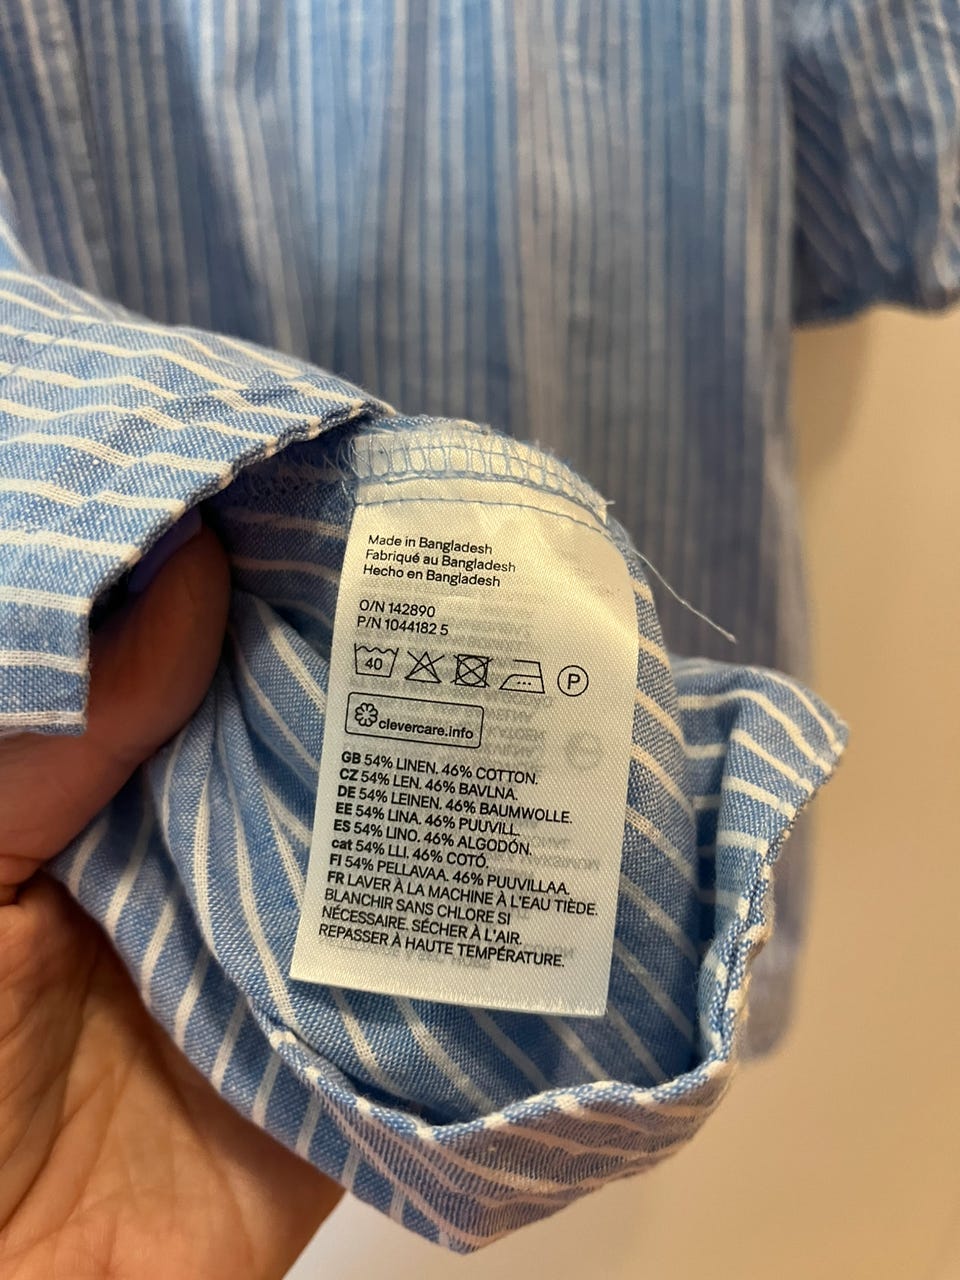 Made in Bangladesh
Fabriqué au Bangladesh
Hecho en Bangladesh
O/N 142890
P/N 1044182 5
40 P
clevercare.info
GB 54% LINEN. 46% COTTON.
CZ 54% LEN. 46% BAVLNA.
DE 54% LEINEN. 46% BAUMWOLLE.
EE 54% LINA. 46% PUUVILL.
ES 54% LINO. 46% ALGODÓN.
cat 54% LLI. 46% COTÓ.
FI 54% PELLAVAA. 46% PUUVILLAA.
FR LAVER À LA MACHINE À L'EAU TIÈDE.
BLANCHIR SANS CHLORE SI
NÉCESSAIRE. SÉCHER À L'AIR.
REPASSER À HAUTE TEMPÉRATURE.